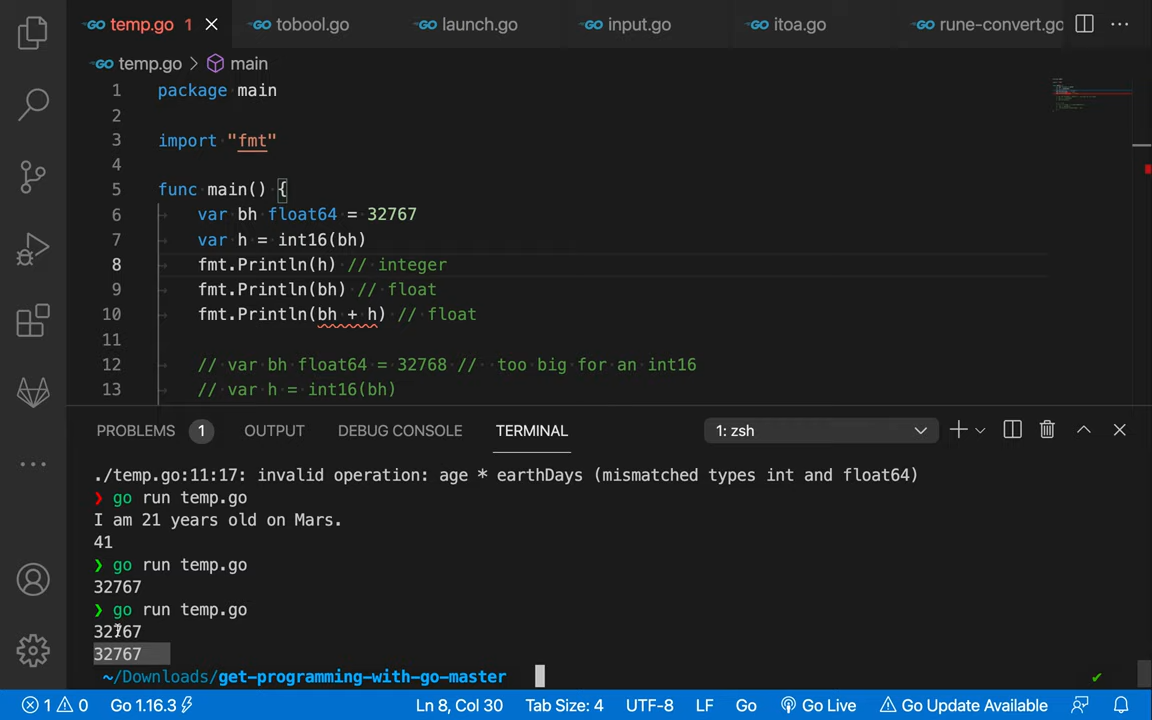 temp.go 1 tobool.go launch.go input.go itoa.go rune-convert.go
temp.go > main
1 package main
2
3 import "fmt"
4
5 func main() {
6 var bh float64 = 32767
7 var h = int16(bh)
8 fmt.Println(h) // integer
9 fmt.Println(bh) // float
10 fmt.Println(bh + h) // float
11
12 // var bh float64 = 32768 // too big for an int16
13 // var h = int16(bh)
PROBLEMS 1 OUTPUT DEBUG CONSOLE TERMINAL 1: zsh
./temp.go:11:17: invalid operation: age * earthDays (mismatched types int and float64)
❯ go run temp.go
I am 21 years old on Mars.
41
❯ go run temp.go
32767
❯ go run temp.go
32767
32767
~/Downloads/get-programming-with-go-master ✔
1 0 Go 1.16.3 Ln 8, Col 30 Tab Size: 4 UTF-8 LF Go Go Live Go Update Available